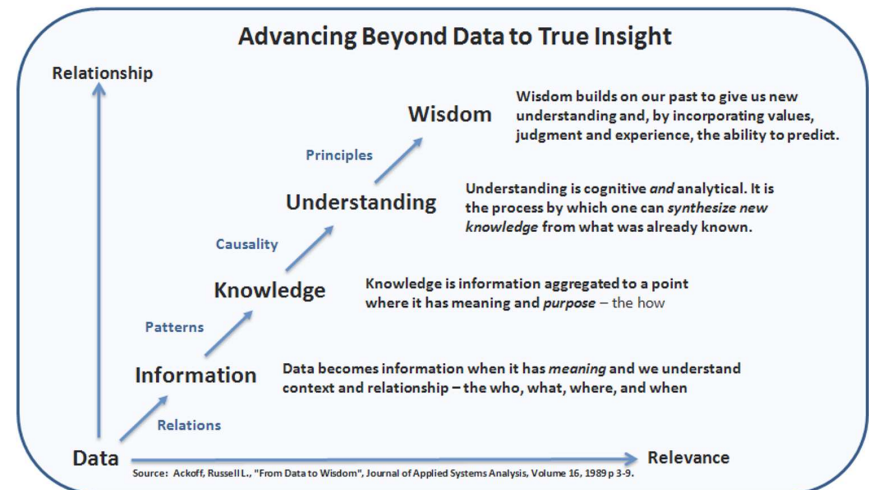 Advancing Beyond Data to True Insight
Relationship
Wisdom
Wisdom builds on our past to give us new
understanding and, by incorporating values,
judgment and experience, the ability to predict.
Principles
Understanding
Understanding is cognitive and analytical. It is
the process by which one can synthesize new
knowledge from what was already known.
Causality
Knowledge
Knowledge is information aggregated to a point
where it has meaning and purpose – the how
Patterns
Information
Data becomes information when it has meaning and we understand
context and relationship – the who, what, where, and when
Relations
Data
Relevance
Source: Ackoff, Russell L., "From Data to Wisdom", Journal of Applied Systems Analysis, Volume 16, 1989 p 3-9.